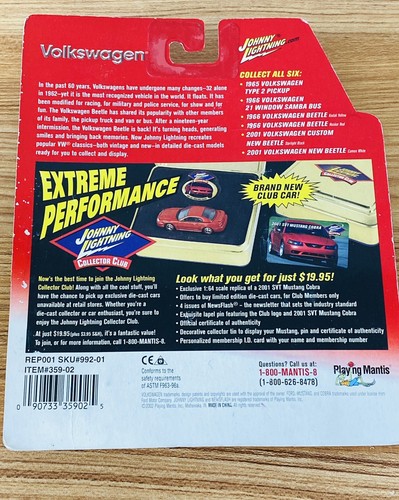 Volkswagen
JOHNNY LIGHTNING
In the past 60 years, Volkswagens have undergone many changes–32 alone
in 1962–yet it is the most recognized vehicle in the world. It floats. It has
been modified for racing, for military and police service, for show and for
fun. The Volkswagen Beetle has shared its popularity with other members
of its family, the pickup truck and van or bus. After a nineteen-year
intermission, the Volkswagen Beetle is back! It's turning heads, generating
smiles and bringing back memories. Now Johnny Lightning recreates
popular VW classics–both vintage and new–in detailed die-cast models
ready for you to collect and display.
COLLECT ALL SIX:
• 1965 VOLKSWAGEN
TYPE 2 PICKUP
• 1966 VOLKSWAGEN
21 WINDOW SAMBA BUS
• 1966 VOLKSWAGEN BEETLE
• 1966 VOLKSWAGEN BEETLE
• 2001 VOLKSWAGEN CUSTOM
NEW BEETLE
• 2001 VOLKSWAGEN NEW BEETLE
EXTREME
PERFORMANCE
BRAND NEW
CLUB CAR!
2001 SVT MUSTANG COBRA
JOHNNY LIGHTNING
COLLECTOR CLUB
Now's the best time to join the Johnny Lightning
Collector Club! Along with all the cool stuff, you'll
have the chance to pick up exclusive die-cast cars
unavailable at retail stores. Whether you're a
die-cast collector or car enthusiast, you're sure to
enjoy the Johnny Lightning Collector Club.
At just $19.95 (plus $3.95 S&H), it's a fantastic value!
To join, or for more information, call 1-800-MANTIS-8.
Look what you get for just $19.95!
• Exclusive 1:64 scale replica of a 2001 SVT Mustang Cobra
• Offers to buy limited edition die-cast cars, for Club Members only
• 4 issues of NewsFlash – the newsletter that sets the industry standard
• Exquisite lapel pin featuring the Club logo and 2001 SVT Mustang Cobra
• Official certificate of authenticity
• Decorative collector tin to display your Mustang, pin and certificate of authenticity
• Personalized membership I.D. card with your name and membership number
REP001 SKU#992-01
ITEM#359-02
0 90733 35902 5
CE
Conforms to the
safety requirements
of ASTM F963-96a
Questions? Call us at:
1-800-MANTIS-8
(1-800-626-8478)
Playing Mantis
MADE IN CHINA.